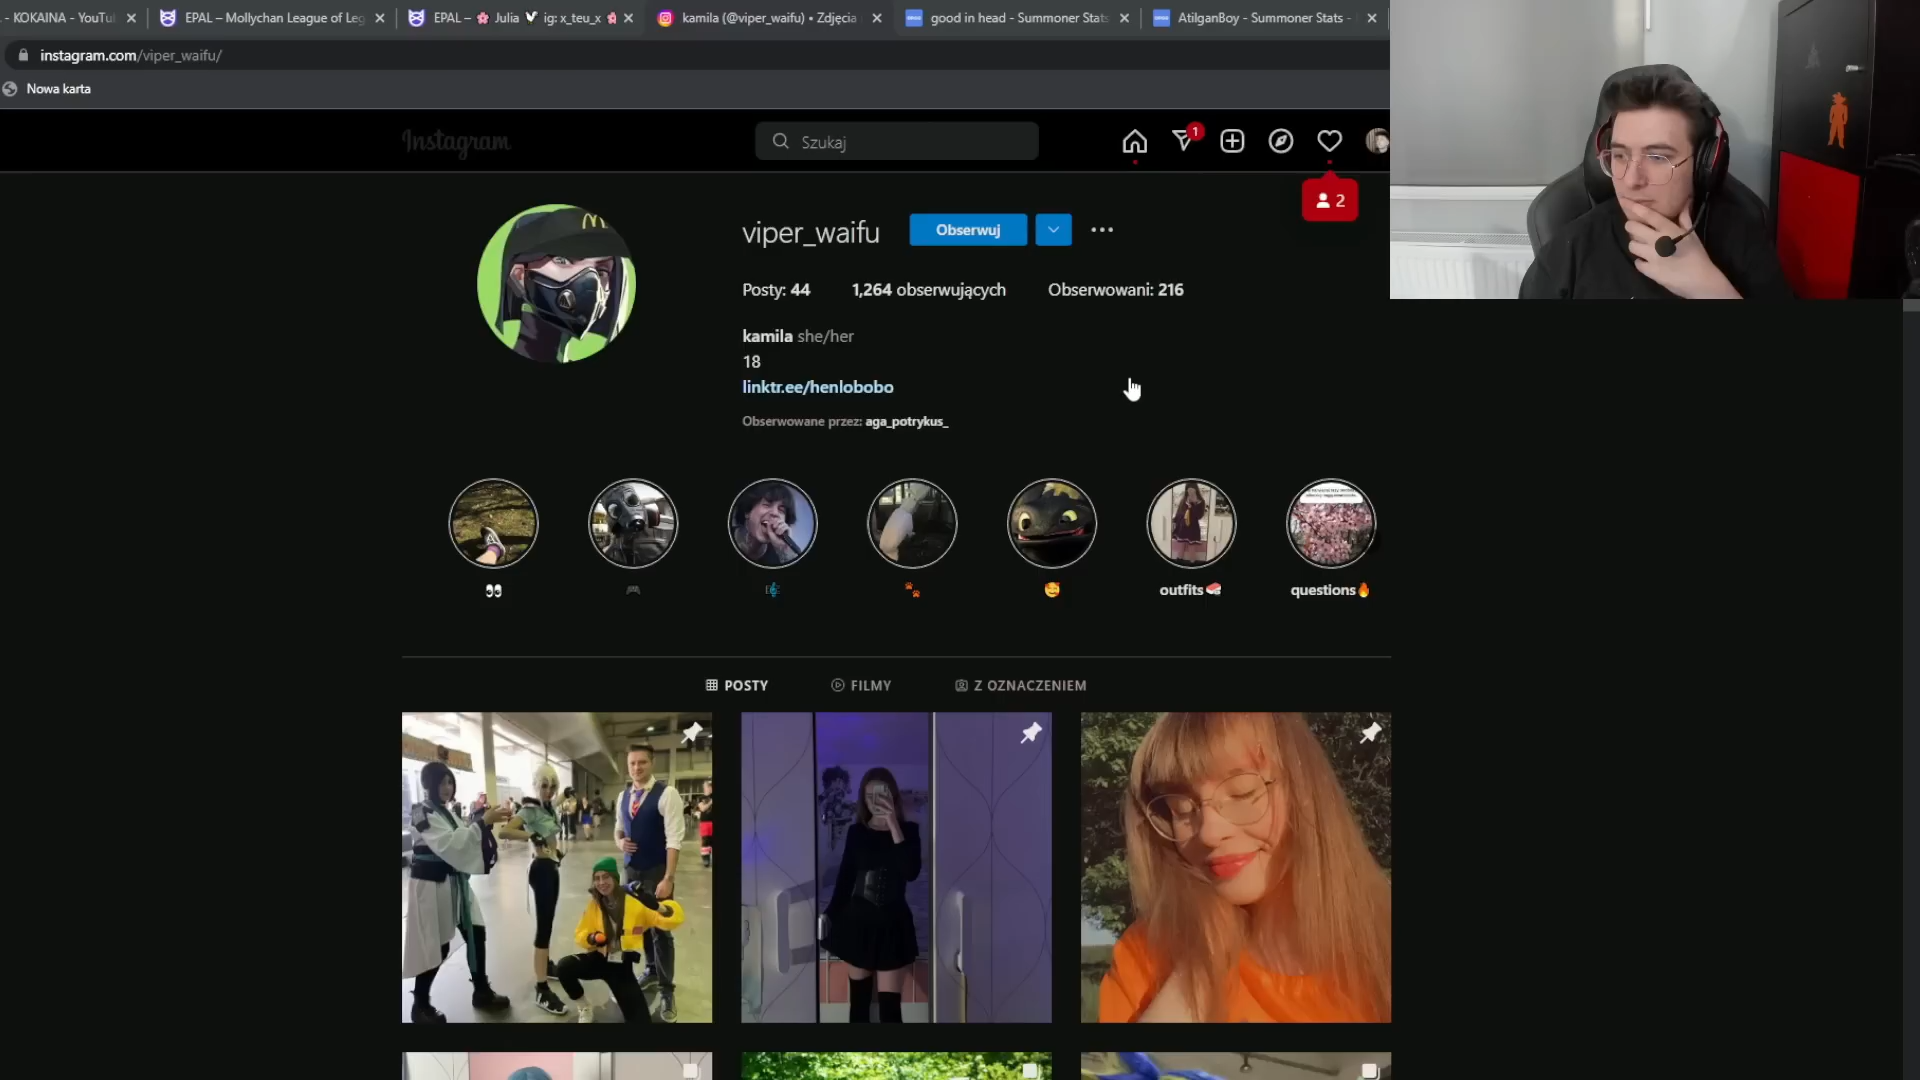 - KOKAINA - YouTu
EPAL – Mollychan League of Leg
EPAL – 🌸 Julia 🐓 ig: x_teu_x 🌸
kamila (@viper_waifu) • Zdjęcia
good in head - Summoner Stats
AtilganBoy - Summoner Stats -
instagram.com/viper_waifu/
Nowa karta
Instagram
Szukaj
1
2
viper_waifu
Obserwuj
Posty: 44
1,264 obserwujących
Obserwowani: 216
kamila she/her
18
linktr.ee/henlobobo
Obserwowane przez: aga_potrykus_
👀
🎮
🎼
🐾
🥰
outfits🍣
questions🔥
POSTY
FILMY
Z OZNACZENIEM